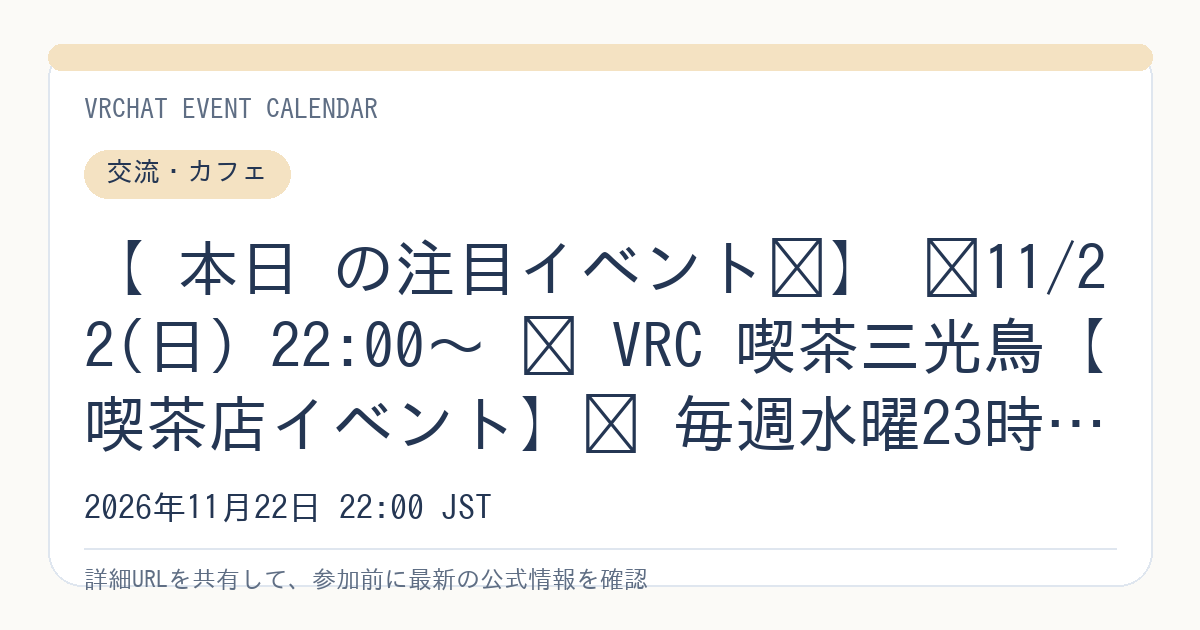 VRCHAT EVENT CALENDAR
交流・カフェ
【 本日 の注目イベント】 11/2
2(日) 22:00〜 VRC 喫茶三光鳥【
喫茶店イベント】 毎週水曜23時…
2026年11月22日 22:00 JST
詳細URLを共有して、参加前に最新の公式情報を確認